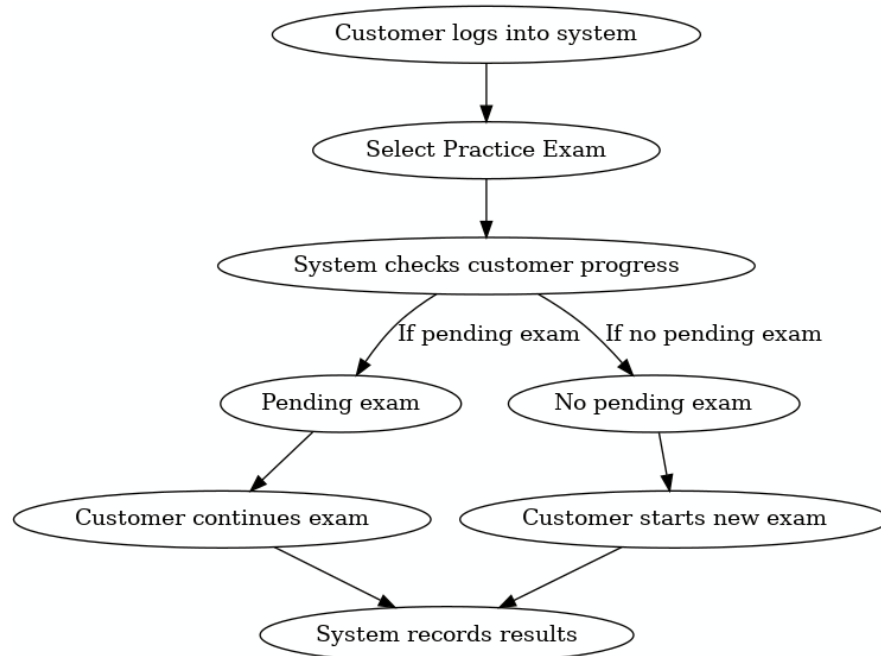 Customer logs into system
Select Practice Exam
System checks customer progress
If pending exam
If no pending exam
Pending exam
No pending exam
Customer continues exam
Customer starts new exam
System records results